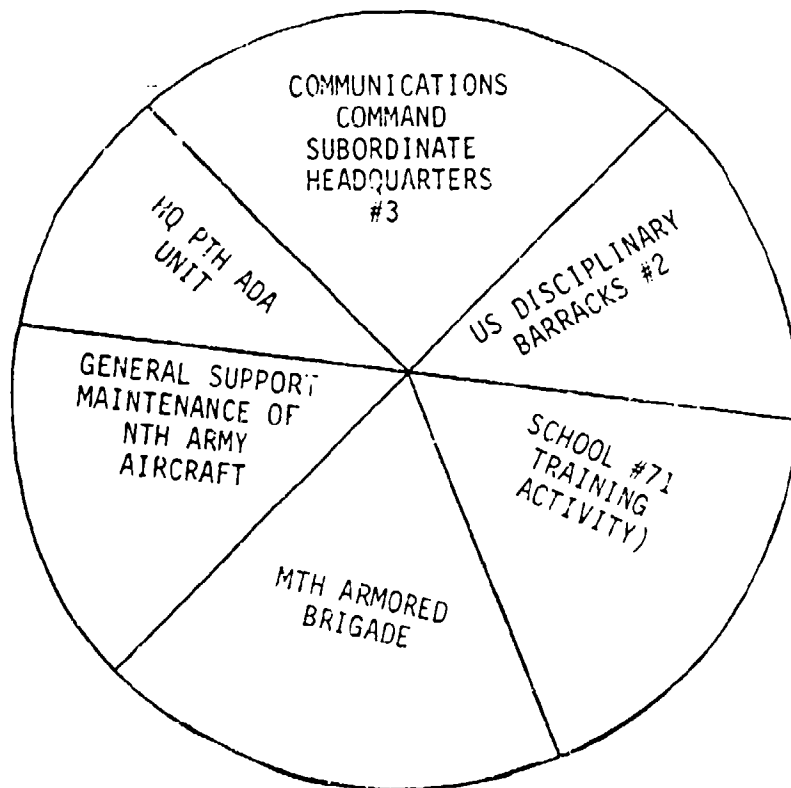 COMMUNICATIONS
COMMAND
SUBORDINATE
HEADQUARTERS
#3
US DISCIPLINARY
BARRACKS #2
SCHOOL #71
TRAINING
ACTIVITY)
MTH ARMORED
BRIGADE
GENERAL SUPPORT
MAINTENANCE OF
NTH ARMY
AIRCRAFT
HQ PTH ADA
UNIT